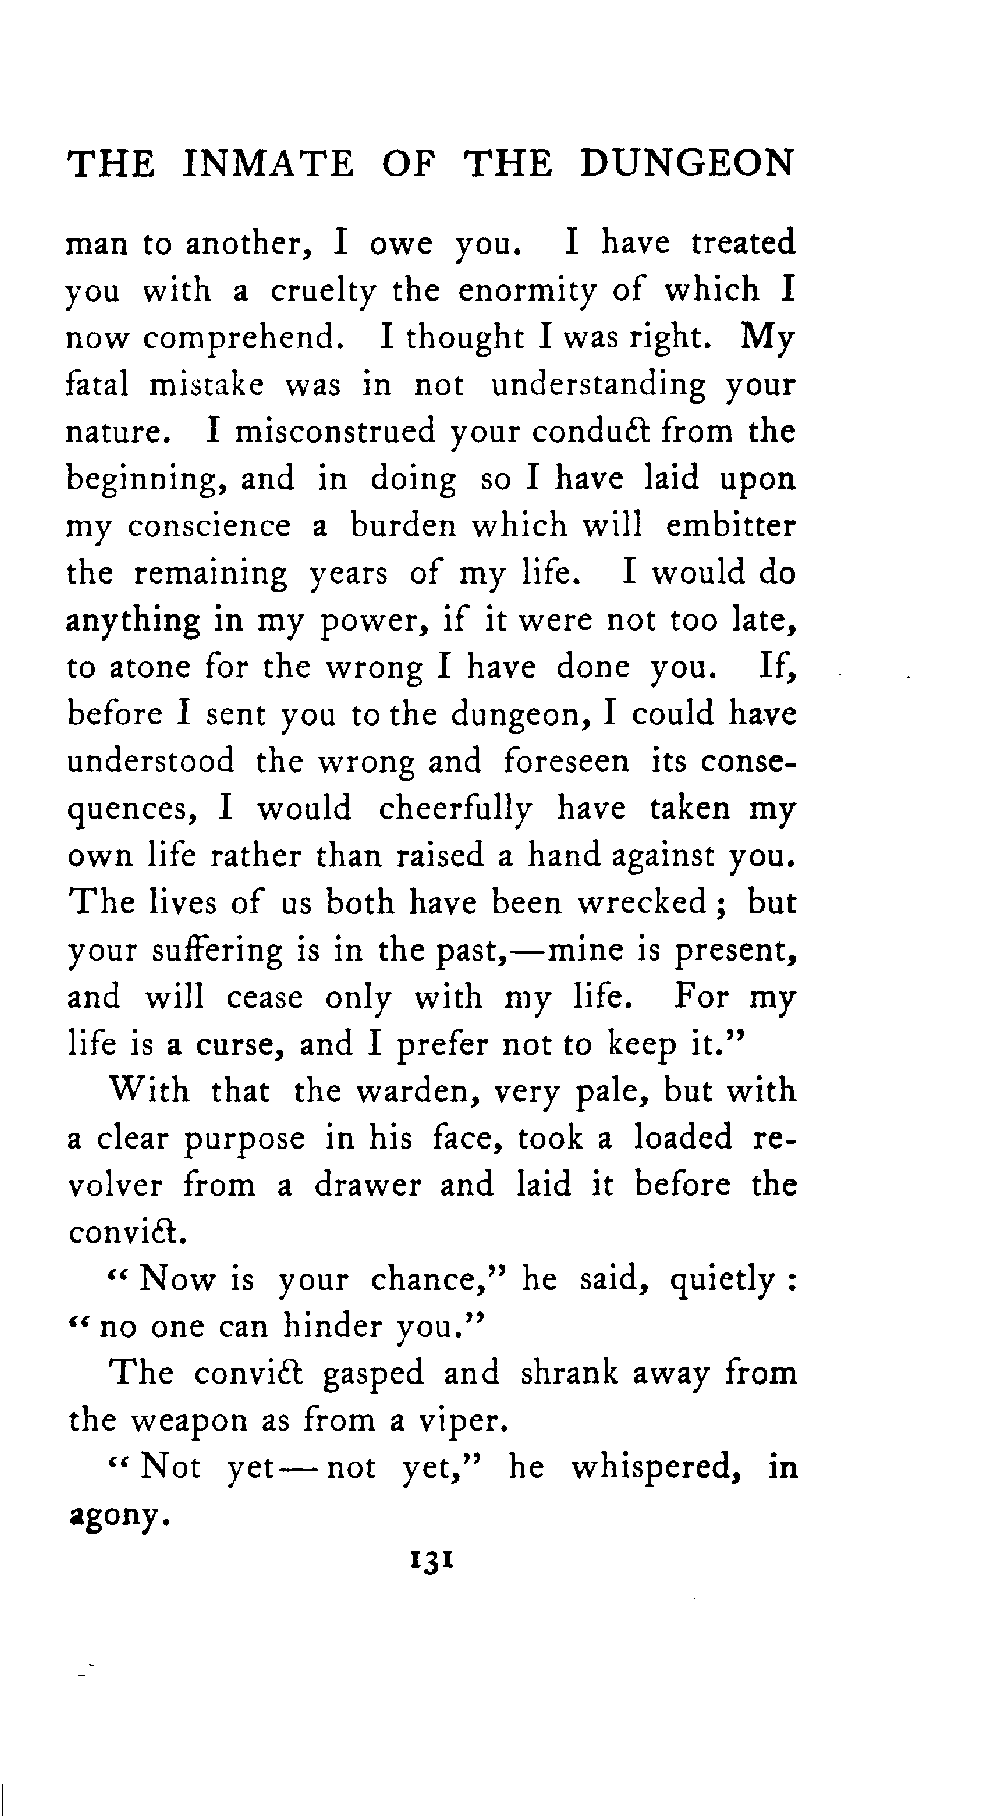 THE INMATE OF THE DUNGEON
man to another, I owe you. I have treated
you with a cruelty the enormity of which I
now comprehend. I thought I was right. My
fatal mistake was in not understanding your
nature. I misconstrued your conduct from the
beginning, and in doing so I have laid upon
my conscience a burden which will embitter
the remaining years of my life. I would do
anything in my power, if it were not too late,
to atone for the wrong I have done you. If,
before I sent you to the dungeon, I could have
understood the wrong and foreseen its conse-
quences, I would cheerfully have taken my
own life rather than raised a hand against you.
The lives of us both have been wrecked; but
your suffering is in the past,—mine is present,
and will cease only with my life. For my
life is a curse, and I prefer not to keep it.”
With that the warden, very pale, but with
a clear purpose in his face, took a loaded re-
volver from a drawer and laid it before the
convict.
“Now is your chance,” he said, quietly:
“no one can hinder you.”
The convict gasped and shrank away from
the weapon as from a viper.
“Not yet—not yet,” he whispered, in
agony.
131